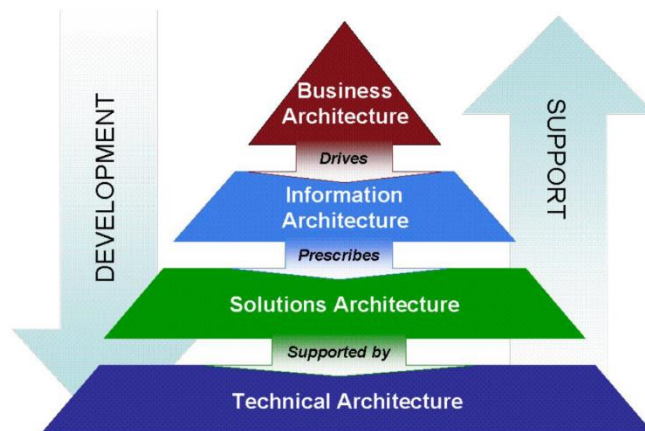 Business
Architecture
Drives
Information
Architecture
Prescribes
Solutions Architecture
Supported by
Technical Architecture
DEVELOPMENT
SUPPORT